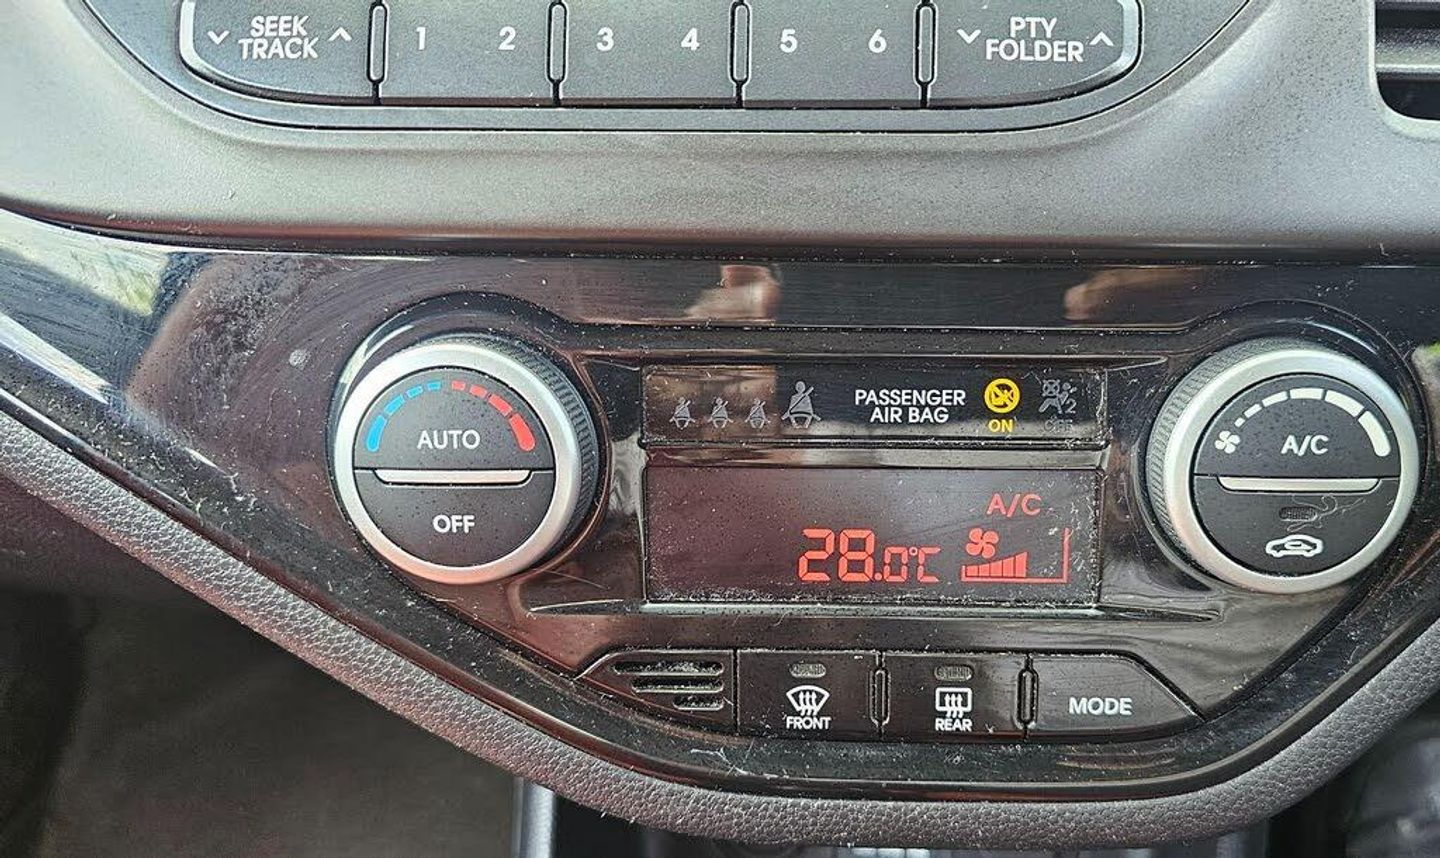 SEEK
TRACK
1
2
3
4
5
6
PTY
FOLDER
PASSENGER
AIR BAG
ON
OFF
2
AUTO
OFF
A/C
28.0°C
A/C
FRONT
REAR
MODE